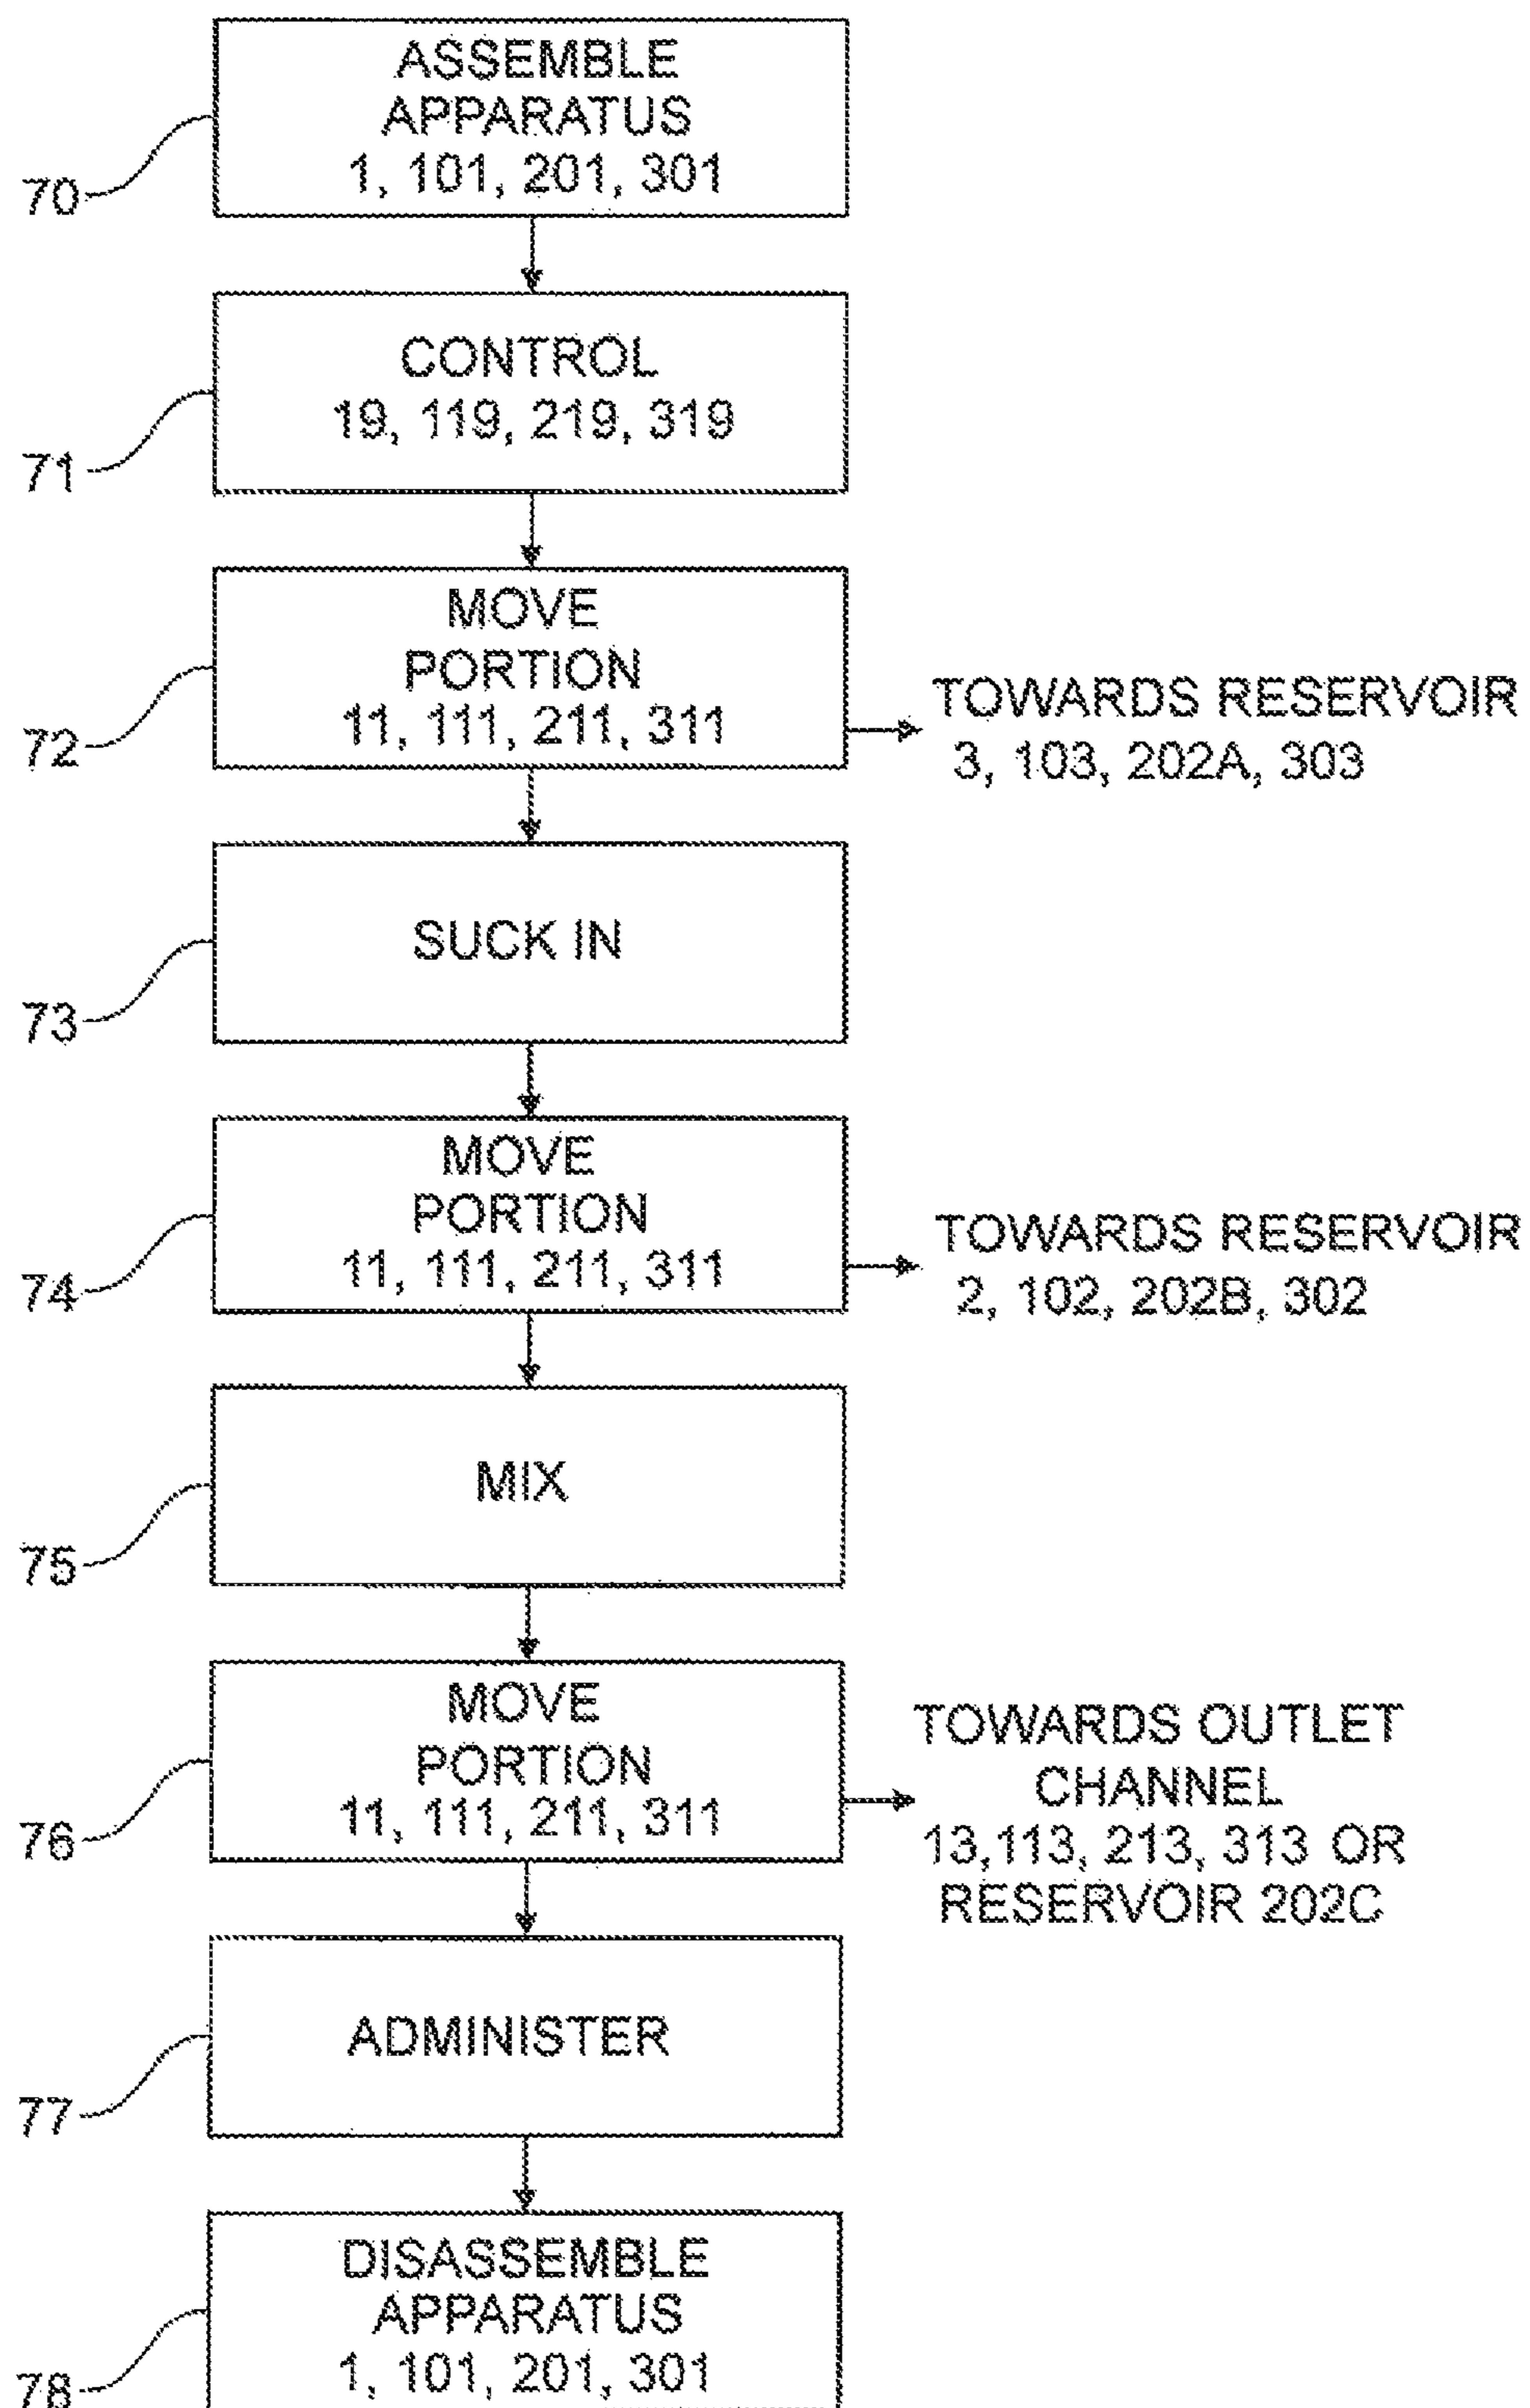 ASSEMBLE
APPARATUS
1, 101, 201, 301
70
CONTROL
19, 119, 219, 319
71
MOVE
PORTION
11, 111, 211, 311
72
TOWARDS RESERVOIR
3, 103, 202A, 303
SUCK IN
73
MOVE
PORTION
11, 111, 211, 311
74
TOWARDS RESERVOIR
2, 102, 202B, 302
MIX
75
MOVE
PORTION
11, 111, 211, 311
76
TOWARDS OUTLET
CHANNEL
13,113, 213, 313 OR
RESERVOIR 202C
ADMINISTER
77
DISASSEMBLE
APPARATUS
1, 101, 201, 301
78